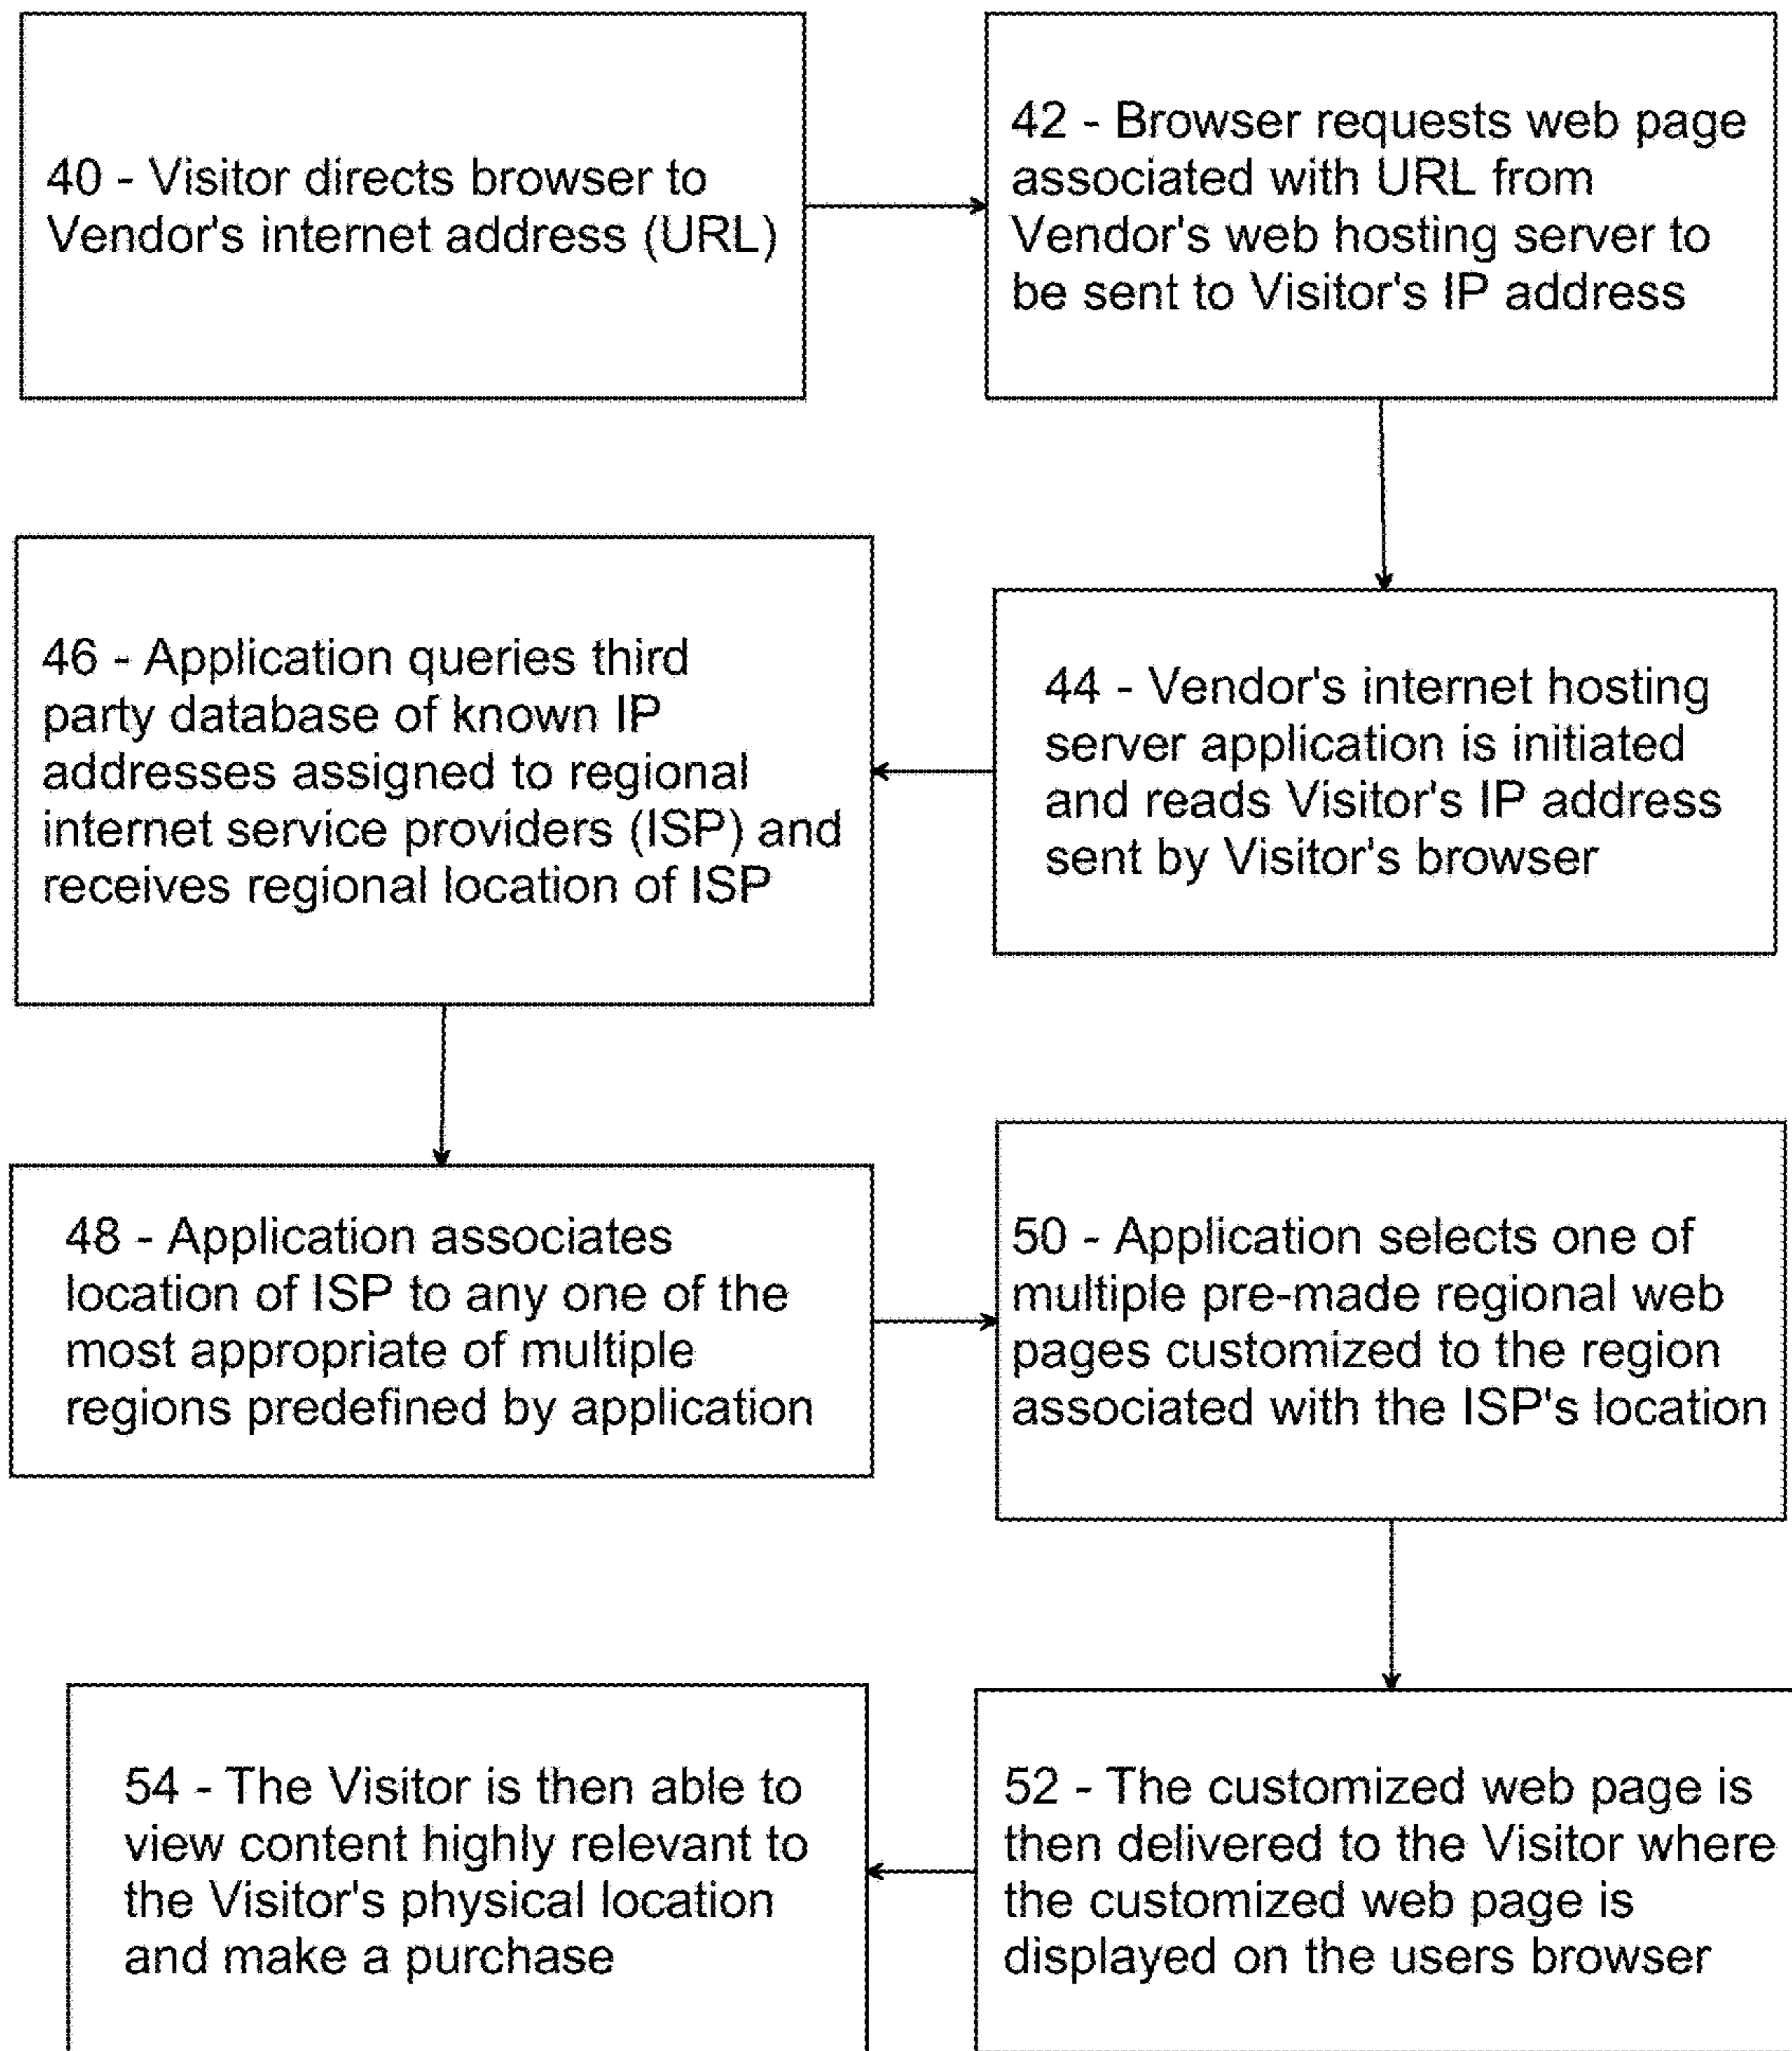 40 - Visitor directs browser to
Vendor's internet address (URL)
42 - Browser requests web page
associated with URL from
Vendor's web hosting server to
be sent to Visitor's IP address
44 - Vendor's internet hosting
server application is initiated
and reads Visitor's IP address
sent by Visitor's browser
46 - Application queries third
party database of known IP
addresses assigned to regional
internet service providers (ISP) and
receives regional location of ISP
48 - Application associates
location of ISP to any one of the
most appropriate of multiple
regions predefined by application
50 - Application selects one of
multiple pre-made regional web
pages customized to the region
associated with the ISP's location
52 - The customized web page is
then delivered to the Visitor where
the customized web page is
displayed on the users browser
54 - The Visitor is then able to
view content highly relevant to
the Visitor's physical location
and make a purchase